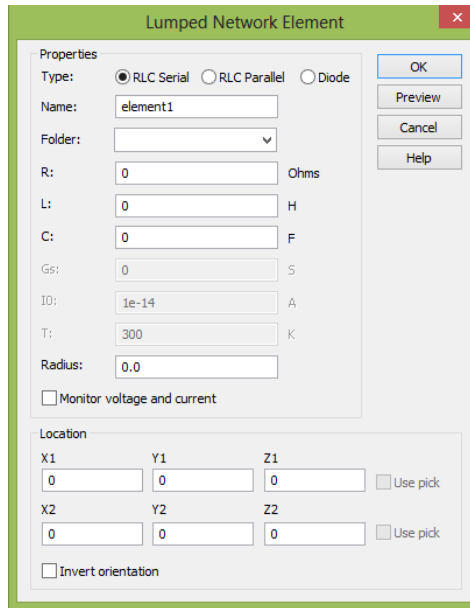 Lumped Network Element
x
Properties
Type: RLC Serial RLC Parallel Diode
OK
Name: element1
Preview
Folder:
Cancel
R: 0 Ohms
Help
L: 0 H
C: 0 F
Gs: 0 S
I0: 1e-14 A
T: 300 K
Radius: 0.0
Monitor voltage and current
Location
X1 Y1 Z1
0 0 0 Use pick
X2 Y2 Z2
0 0 0 Use pick
Invert orientation